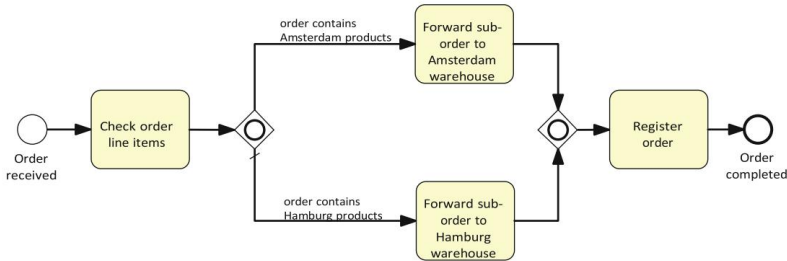 order contains
Amsterdam products
Forward sub-
order to
Amsterdam
warehouse
Order
received
Check order
line items
Register
order
Order
completed
order contains
Hamburg products
Forward sub-
order to
Hamburg
warehouse